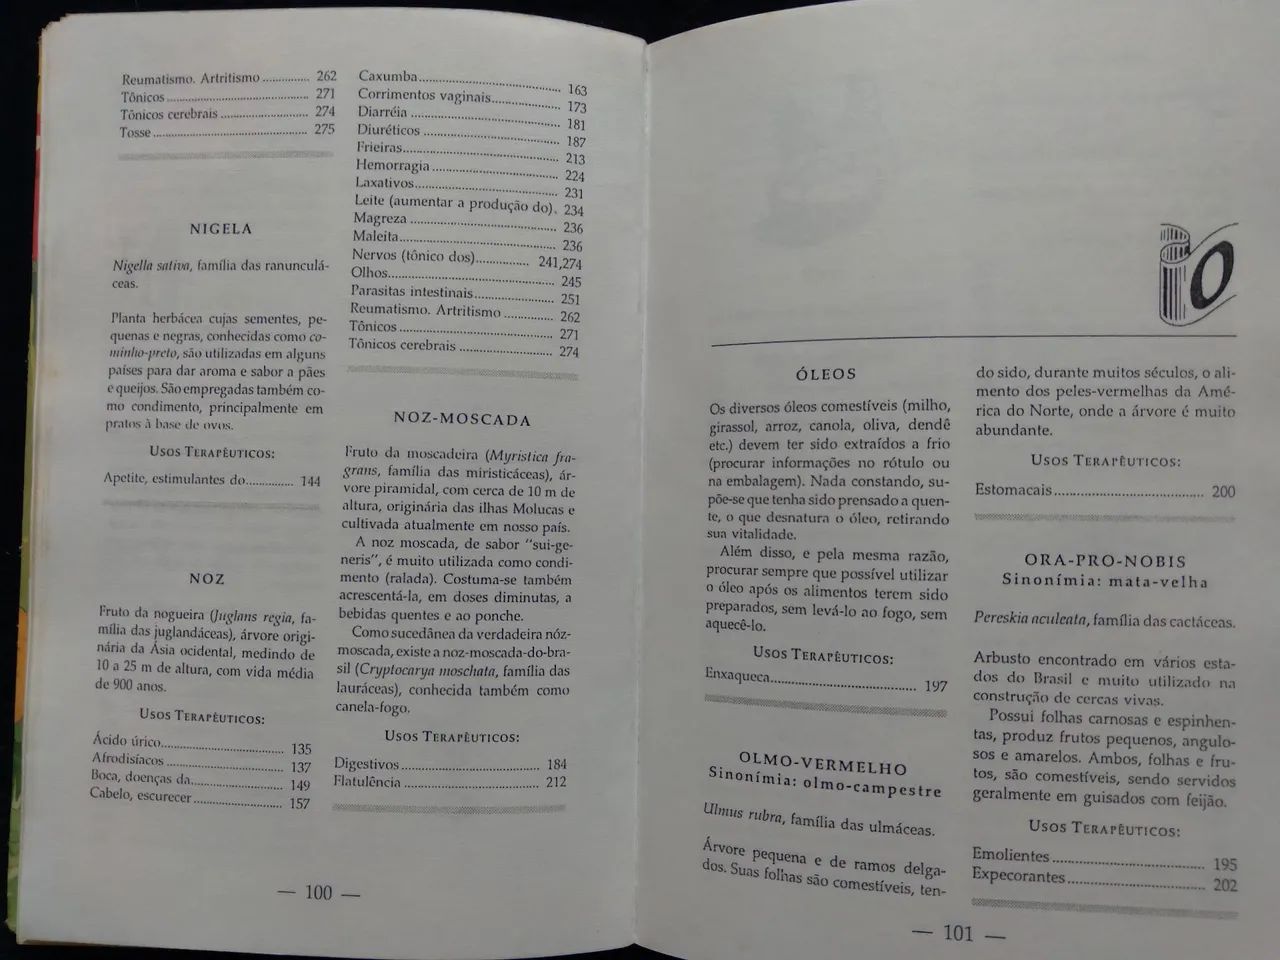 Reumatismo. Artritismo .............. 262
Tônicos .......................................... 271
Tônicos cerebrais ......................... 274
Tosse .............................................. 275
NIGELA
Nigella sativa, família das ranunculá-
ceas.
Planta herbácea cujas sementes, pe-
quenas e negras, conhecidas como co-
minho-preto, são utilizadas em alguns
países para dar aroma e sabor a pães
e queijos. São empregadas também co-
mo condimento, principalmente em
pratos à base de ovos.
USOS TERAPÊUTICOS:
Apetite, estimulantes do.............. 144
NOZ
Fruto da nogueira (Juglans regia, fa-
mília das juglandáceas), árvore origi-
nária da Ásia ocidental, medindo de
10 a 25 m de altura, com vida média
de 900 anos.
USOS TERAPÊUTICOS:
Ácido úrico.................................... 135
Afrodisíacos ................................... 137
Boca, doenças da........................... 149
Cabelo, escurecer .......................... 157
Caxumba........................................ 163
Corrimentos vaginais.................... 173
Diarréia .......................................... 181
Diuréticos ...................................... 187
Frieiras............................................ 213
Hemorragia .................................... 224
Laxativos........................................ 231
Leite (aumentar a produção do). 234
Magreza ......................................... 236
Maleita............................................ 236
Nervos (tônico dos)................ 241,274
Olhos............................................... 245
Parasitas intestinais....................... 251
Reumatismo. Artritismo ............... 262
Tônicos ........................................... 271
Tônicos cerebrais .......................... 274
NOZ-MOSCADA
Fruto da moscadeira (Myristica fra-
grans, família das miristicáceas), ár-
vore piramidal, com cerca de 10 m de
altura, originária das ilhas Molucas e
cultivada atualmente em nosso país.
A noz moscada, de sabor "sui-ge-
neris", é muito utilizada como condi-
mento (ralada). Costuma-se também
acrescentá-la, em doses diminutas, a
bebidas quentes e ao ponche.
Como sucedânea da verdadeira nóz-
moscada, existe a noz-moscada-do-bra-
sil (Cryptocarya moschata, família das
lauráceas), conhecida também como
canela-fogo.
USOS TERAPÊUTICOS:
Digestivos ...................................... 184
Flatulência ..................................... 212
— 100 —
O
ÓLEOS
Os diversos óleos comestíveis (milho,
girassol, arroz, canola, oliva, dendê
etc.) devem ter sido extraídos a frio
(procurar informações no rótulo ou
na embalagem). Nada constando, su-
põe-se que tenha sido prensado a quen-
te, o que desnatura o óleo, retirando
sua vitalidade.
Além disso, e pela mesma razão,
procurar sempre que possível utilizar
o óleo após os alimentos terem sido
preparados, sem levá-lo ao fogo, sem
aquecê-lo.
USOS TERAPÊUTICOS:
Enxaqueca...................................... 197
OLMO-VERMELHO
Sinonímia: olmo-campestre
Ulmus rubra, família das ulmáceas.
Árvore pequena e de ramos delga-
dos. Suas folhas são comestíveis, ten-
do sido, durante muitos séculos, o ali-
mento dos peles-vermelhas da Amé-
rica do Norte, onde a árvore é muito
abundante.
USOS TERAPÊUTICOS:
Estomacais ..................................... 200
ORA-PRO-NOBIS
Sinonímia: mata-velha
Pereskia aculeata, família das cactáceas.
Arbusto encontrado em vários esta-
dos do Brasil e muito utilizado na
construção de cercas vivas.
Possui folhas carnosas e espinhen-
tas, produz frutos pequenos, angulo-
sos e amarelos. Ambos, folhas e fru-
tos, são comestíveis, sendo servidos
geralmente em guisados com feijão.
USOS TERAPÊUTICOS:
Emolientes ..................................... 195
Expecorantes.................................. 202
— 101 —